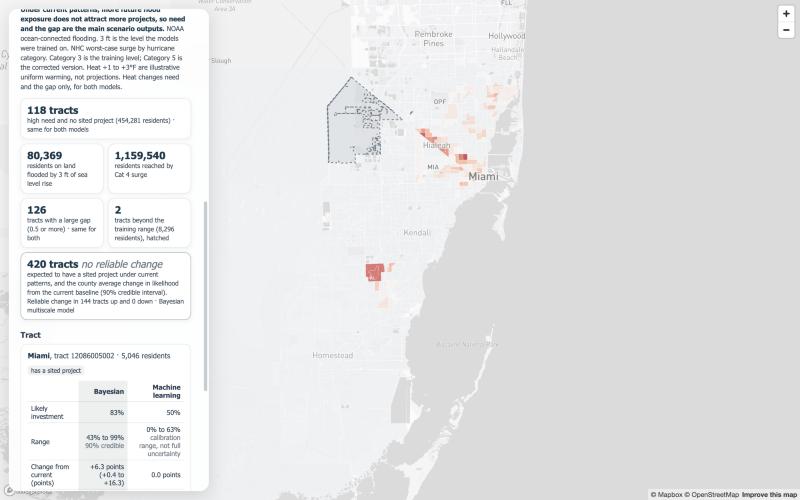 Under current patterns, more future flood
exposure does not attract more projects, so need
and the gap are the main scenario outputs. NOAA
ocean-connected flooding. 3 ft is the level the models
were trained on. NHC worst-case surge by hurricane
category. Category 3 is the training level; Category 5 is
the corrected version. Heat +1 to +3°F are illustrative
uniform warming, not projections. Heat changes need
and the gap only, for both models.
118 tracts
high need and no sited project (454,281 residents) ·
same for both models
80,369
residents on land
flooded by 3 ft of sea
level rise
1,159,540
residents reached by
Cat 4 surge
126
tracts with a large gap
(0.5 or more) · same for
both
2
tracts beyond the
training range (8,296
residents), hatched
420 tracts no reliable change
expected to have a sited project under current
patterns, and the county average change in likelihood
from the current baseline (90% credible interval).
Reliable change in 144 tracts up and 0 down · Bayesian
multiscale model
Tract
Miami, tract 12086005002 · 5,046 residents
has a sited project
Bayesian
Machine
learning
Likely
investment
83%
50%
Range
43% to 99%
90% credible
0% to 63%
calibration
range, not full
uncertainty
Change from
current
(points)
+6.3 points
(+0.4 to
+16.3)
0.0 points
Water Conservation
Area 3A
Slough
FLL
Pembroke
Pines
Hollywood
Hallandale
Beach
OPF
Hialeah
MIA
Miami
Kendall
Biscayne National Park
Homestead
+
−
© Mapbox © OpenStreetMap Improve this map